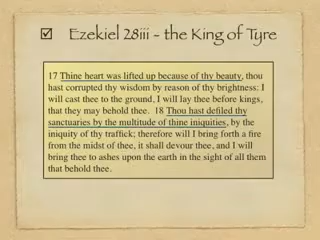 Ezekiel 28iii - the King of Tyre
17 Thine heart was lifted up because of thy beauty, thou
hast corrupted thy wisdom by reason of thy brightness: I
will cast thee to the ground, I will lay thee before kings,
that they may behold thee.  18 Thou hast defiled thy
sanctuaries by the multitude of thine iniquities, by the
iniquity of thy traffick; therefore will I bring forth a fire
from the midst of thee, it shall devour thee, and I will
bring thee to ashes upon the earth in the sight of all them
that behold thee.